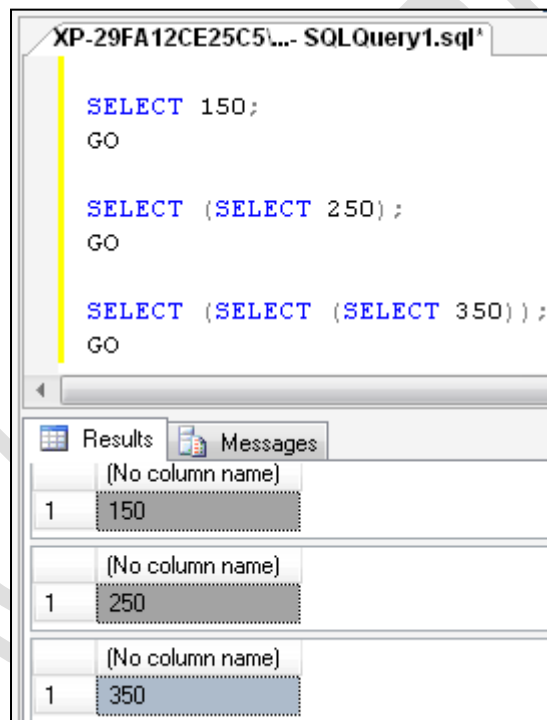 XP-29FA12CE25C5\...- SQLQuery1.sql*
SELECT 150;
GO
SELECT (SELECT 250);
GO
SELECT (SELECT (SELECT 350));
GO
Results Messages
(No column name)
1 150
(No column name)
1 250
(No column name)
1 350